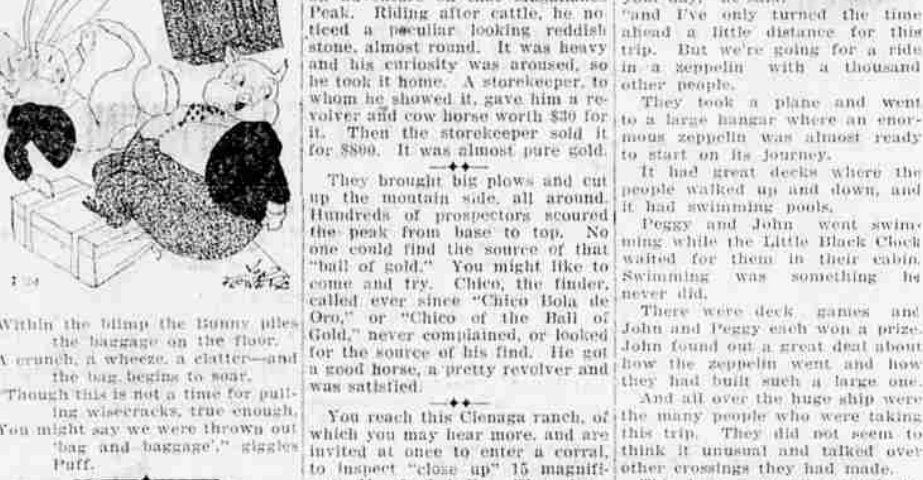 Within the blimp the Bunny piles
the baggage on the floor.
A crunch, a wheeze, a clatter—and
the bag begins to soar.
"Though this is not a time for pull-
ing wisecracks, true enough,
You might say we were thrown out
'bag and baggage'," giggles
Puff.
Peak. Riding after cattle, he no-
ticed a peculiar looking reddish
stone, almost round. It was heavy
and his curiosity was aroused, so
he took it home. A storekeeper, to
whom he showed it, gave him a re-
volver and cow horse worth $30 for
it. Then the storekeeper sold it
for $800. It was almost pure gold.
They brought big plows and cut
up the moutain side, all around.
Hundreds of prospectors scoured
the peak from base to top. No
one could find the source of that
"ball of gold." You might like to
come and try. Chico, the finder,
called ever since "Chico Bola de
Oro," or "Chico of the Ball of
Gold," never complained, or looked
for the source of his find. He got
a good horse, a pretty revolver and
was satisfied.
You reach this Cienaga ranch, of
which you may hear more, and are
invited at once to enter a corral,
to inspect "close up" 15 magnifi-
"and I've only turned the time
ahead a little distance for this
trip. But we're going for a ride
in a zeppelin with a thousand
other people.
They took a plane and went
to a large hangar where an enor-
mous zeppelin was almost ready
to start on its journey.
It had great decks where the
people walked up and down, and
it had swimming pools.
Peggy and John went swim-
ming while the Little Black Clock
waited for them in their cabin.
Swimming was something he
never did.
There were deck games and
John and Peggy each won a prize.
John found out a great deal about
how the zeppelin went and how
they had built such a large one.
And all over the huge ship were
the many people who were taking
this trip. They did not seem to
think it unusual and talked over
other crossings they had made.